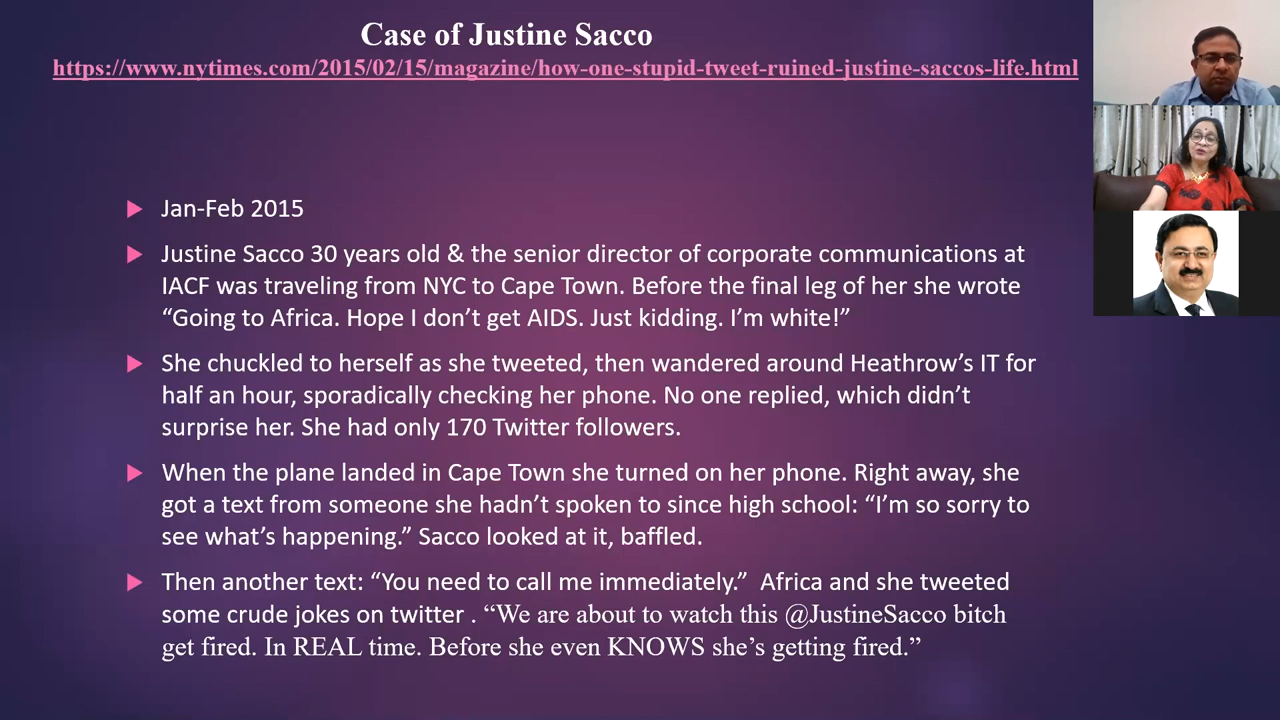 Case of Justine Sacco
https://www.nytimes.com/2015/02/15/magazine/how-one-stupid-tweet-ruined-justine-saccos-life.html
Jan-Feb 2015
Justine Sacco 30 years old & the senior director of corporate communications at
IACF was traveling from NYC to Cape Town. Before the final leg of her she wrote
“Going to Africa. Hope I don’t get AIDS. Just kidding. I’m white!”
She chuckled to herself as she tweeted, then wandered around Heathrow’s IT for
half an hour, sporadically checking her phone. No one replied, which didn’t
surprise her. She had only 170 Twitter followers.
When the plane landed in Cape Town she turned on her phone. Right away, she
got a text from someone she hadn’t spoken to since high school: “I’m so sorry to
see what’s happening.” Sacco looked at it, baffled.
Then another text: “You need to call me immediately.” Africa and she tweeted
some crude jokes on twitter . “We are about to watch this @JustineSacco bitch
get fired. In REAL time. Before she even KNOWS she’s getting fired.”